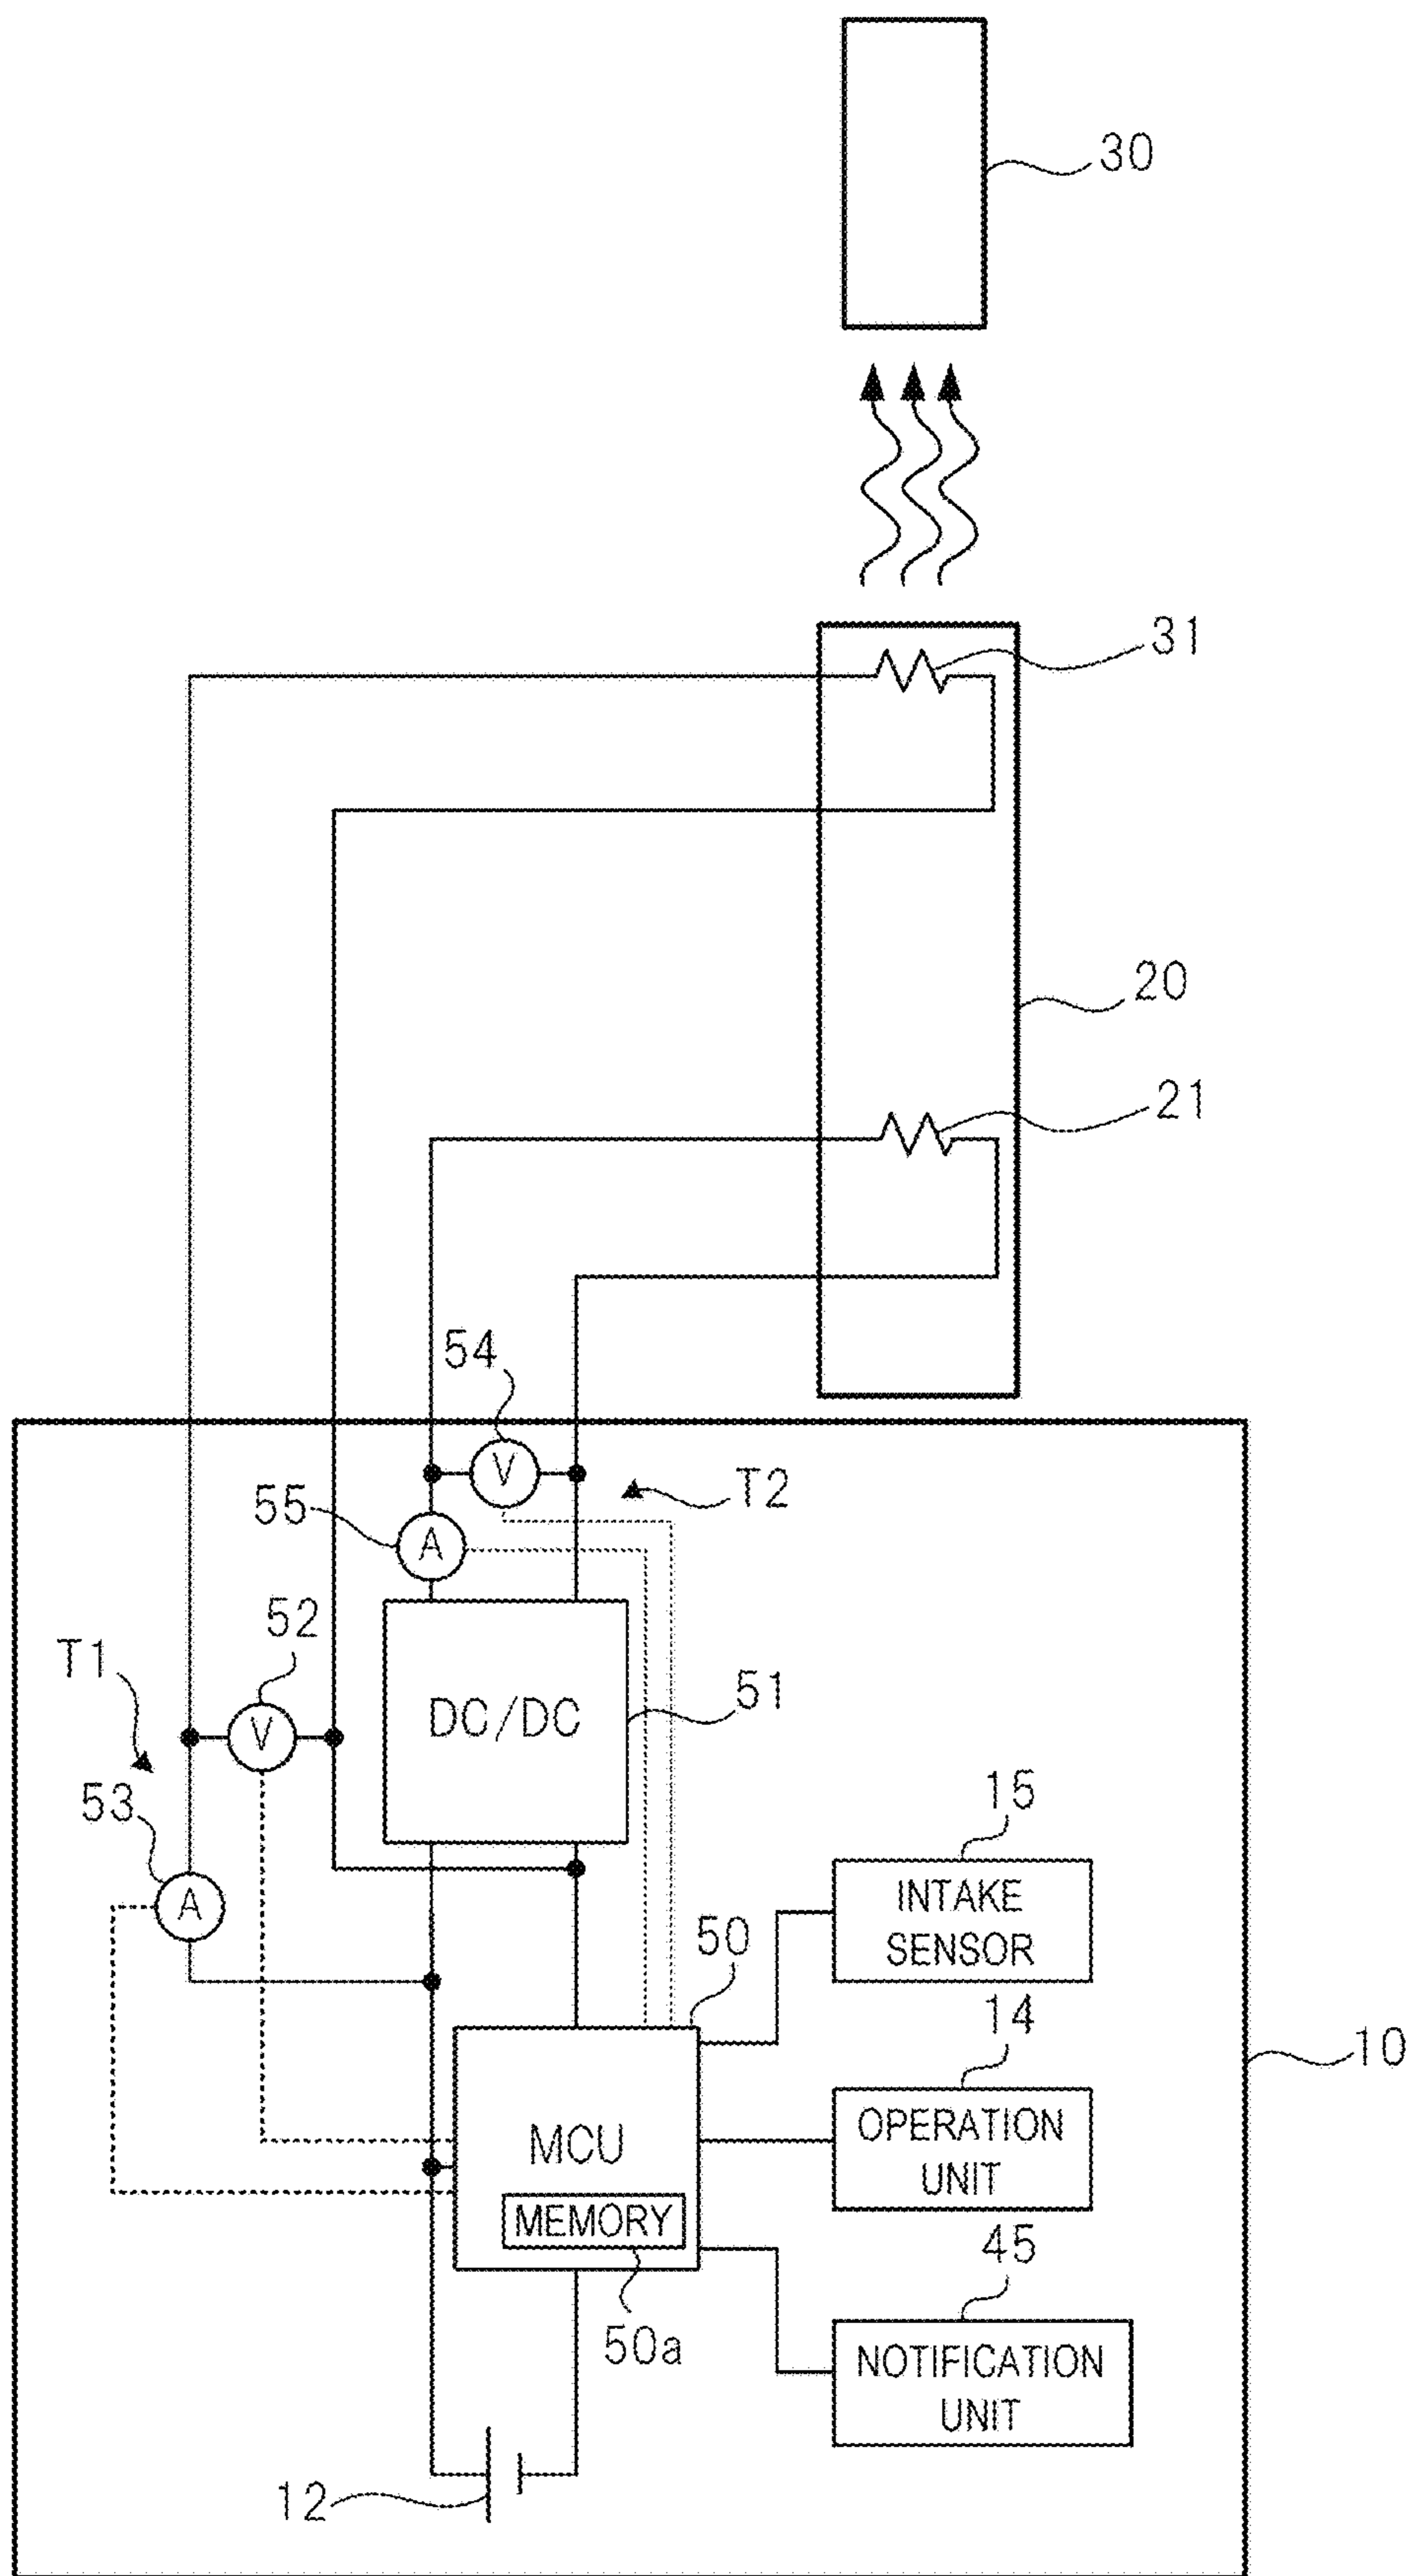 30
31
20
21
54
V
T2
55
A
52
T1
V
DC/DC
51
53
A
15
INTAKE
SENSOR
50
14
10
OPERATION
UNIT
MCU
MEMORY
45
50a
NOTIFICATION
UNIT
12